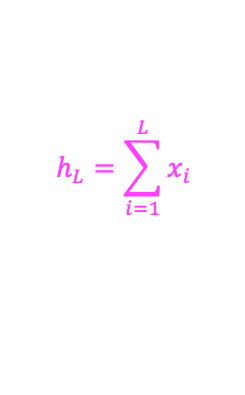 $h_L = \sum_{i=1}^{L} x_i$